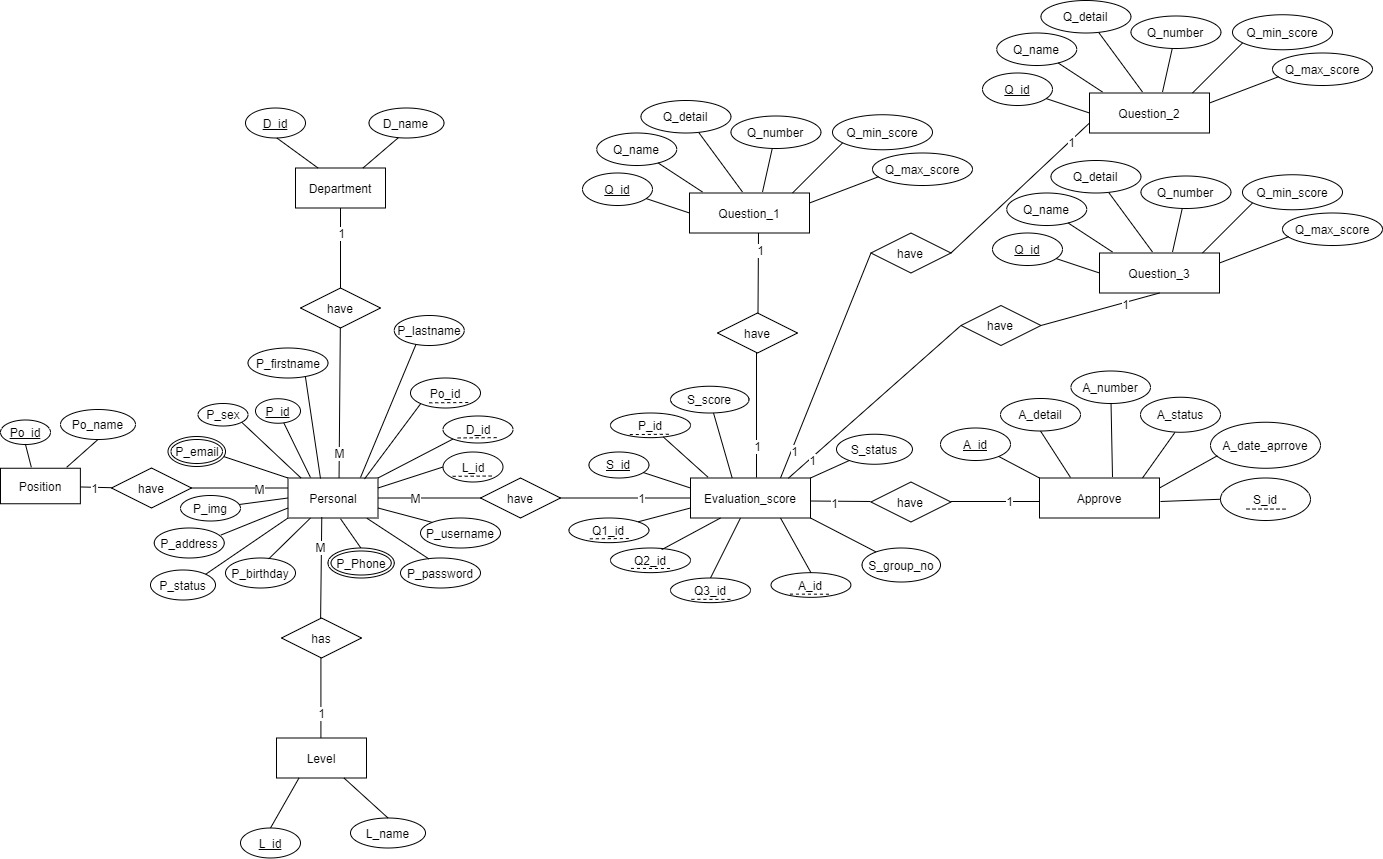 Q_detail
Q_number
Q_min_score
Q_name
Q_max_score
Q_id
Question_2
1
D_id
D_name
Department
1
have
Q_detail
Q_number
Q_min_score
Q_name
Q_max_score
Q_id
Question_1
1
have
1
have
Q_detail
Q_number
Q_min_score
Q_name
Q_max_score
Q_id
Question_3
1
have
1
1
P_lastname
P_firstname
Po_id
P_sex
P_id
D_id
P_email
M
L_id
Po_id
Po_name
Position
1
have
M
Personal
M
have
1
P_img
P_address
P_status
P_birthday
M
P_Phone
P_username
P_password
has
1
Level
L_id
L_name
S_score
P_id
S_id
S_status
Evaluation_score
Q1_id
Q2_id
Q3_id
A_id
S_group_no
1
have
1
A_number
A_detail
A_status
A_id
A_date_aprrove
Approve
S_id